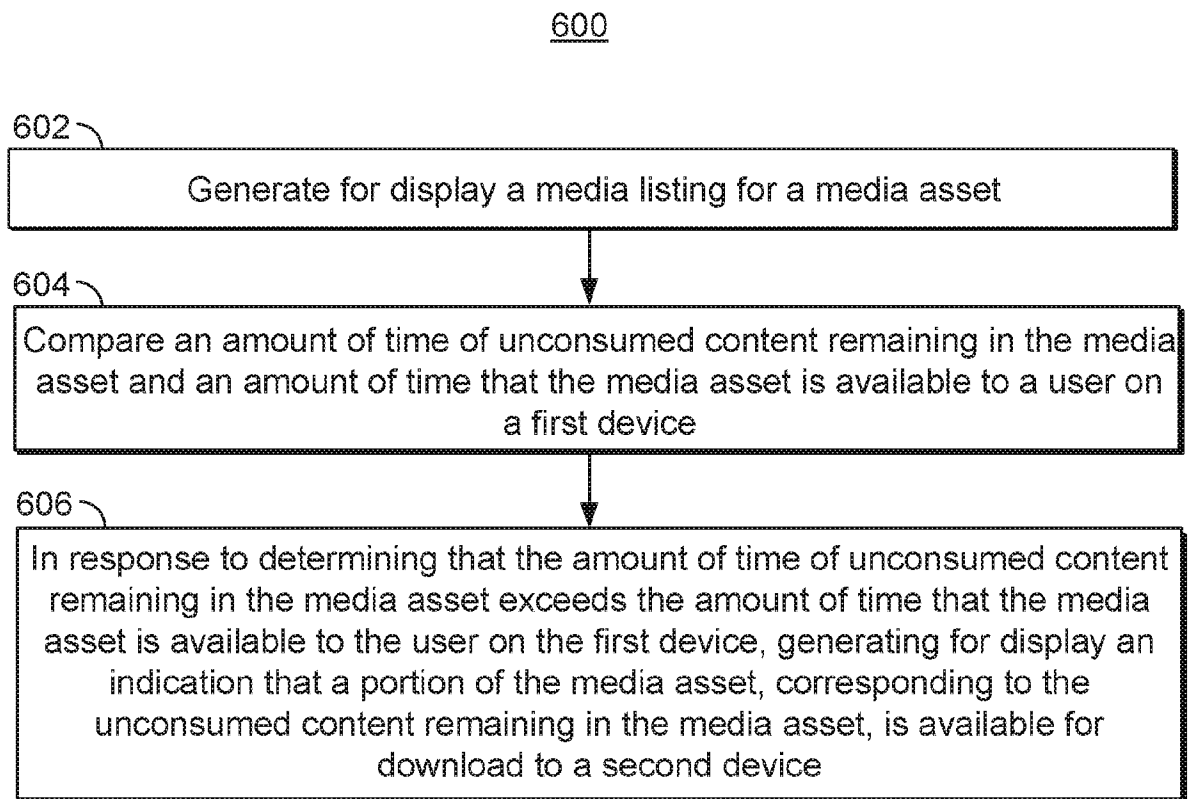 600
602
Generate for display a media listing for a media asset
604
Compare an amount of time of unconsumed content remaining in the media
asset and an amount of time that the media asset is available to a user on
a first device
606
In response to determining that the amount of time of unconsumed content
remaining in the media asset exceeds the amount of time that the media
asset is available to the user on the first device, generating for display an
indication that a portion of the media asset, corresponding to the
unconsumed content remaining in the media asset, is available for
download to a second device